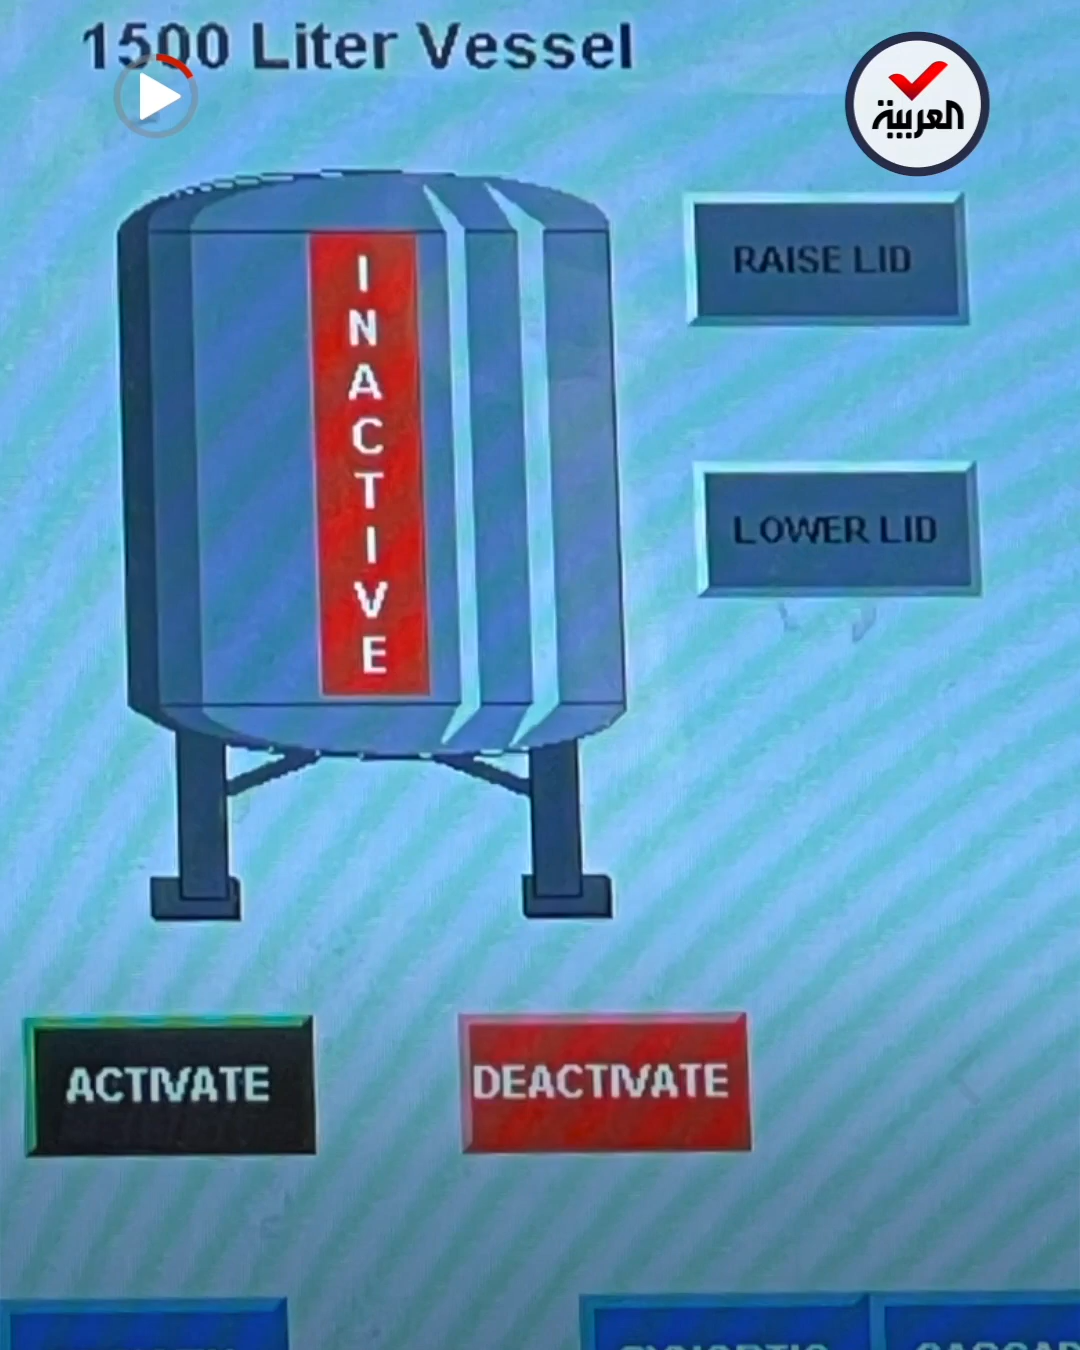 1500 Liter Vessel
العربية
RAISE LID
INACTIVE
LOWER LID
ACTIVATE
DEACTIVATE